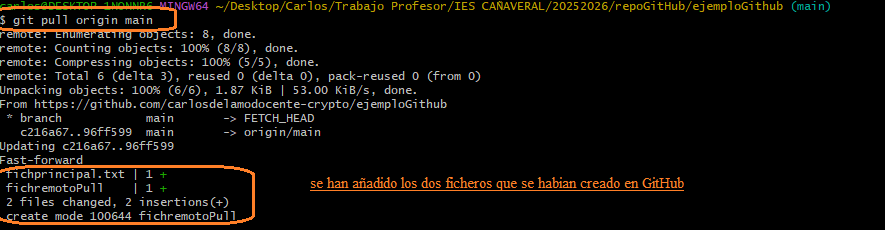 carlos@DESKTOP-1NONNR6 MINGW64 ~/Desktop/Carlos/Trabajo Profesor/IES CAÑAVERAL/20252026/repoGitHub/ejemploGithub (main)
$ git pull origin main
remote: Enumerating objects: 8, done.
remote: Counting objects: 100% (8/8), done.
remote: Compressing objects: 100% (5/5), done.
remote: Total 6 (delta 3), reused 0 (delta 0), pack-reused 0 (from 0)
Unpacking objects: 100% (6/6), 1.87 KiB | 53.00 KiB/s, done.
From https://github.com/carlosdelamodocente-crypto/ejemploGithub
 * branch            main       -> FETCH_HEAD
   c216a67..96ff599  main       -> origin/main
Updating c216a67..96ff599
Fast-forward
 fichprincipal.txt | 1 +
 fichremotoPull    | 1 +
se han añadido los dos ficheros que se habian creado en GitHub
 2 files changed, 2 insertions(+)
 create mode 100644 fichremotoPull